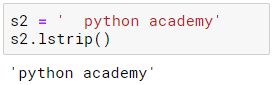 s2 = '  python academy'
s2.lstrip()
'python academy'